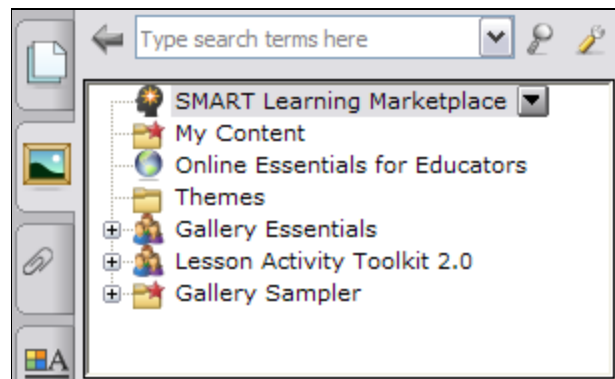 Type search terms here
SMART Learning Marketplace
My Content
Online Essentials for Educators
Themes
Gallery Essentials
Lesson Activity Toolkit 2.0
Gallery Sampler
A